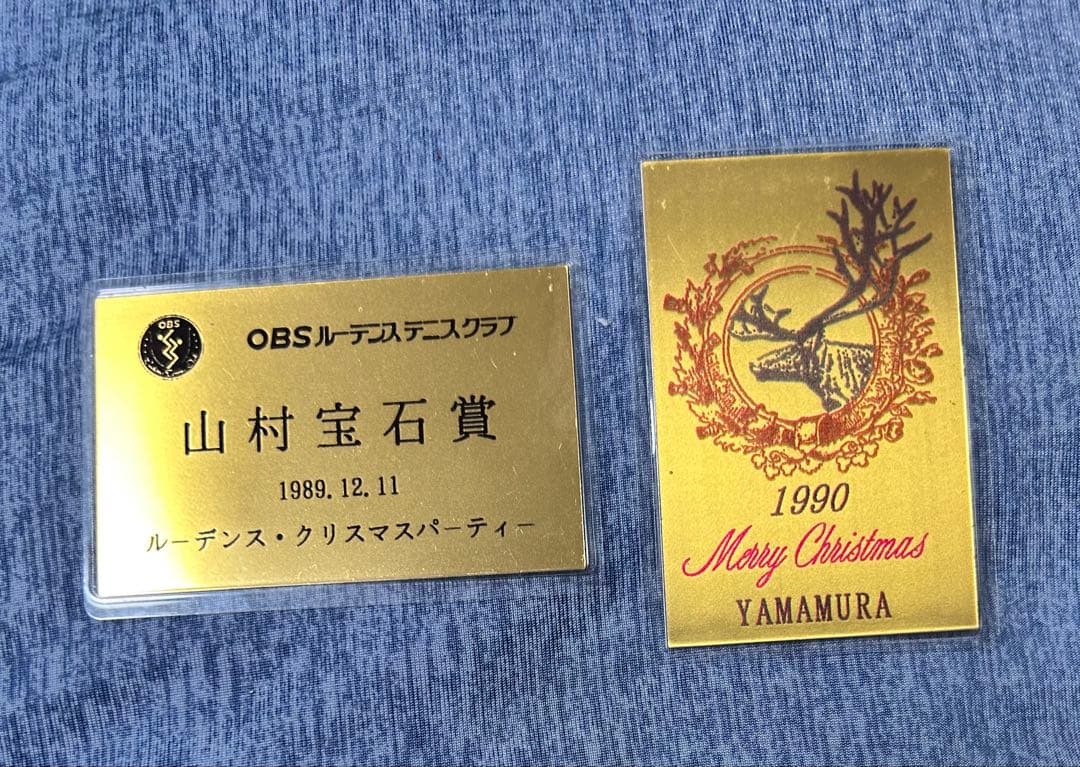 OBS
OBSルーデンステニスクラブ
山村宝石賞
1989.12.11
ルーデンス・クリスマスパーティー
1990
Merry Christmas
YAMAMURA